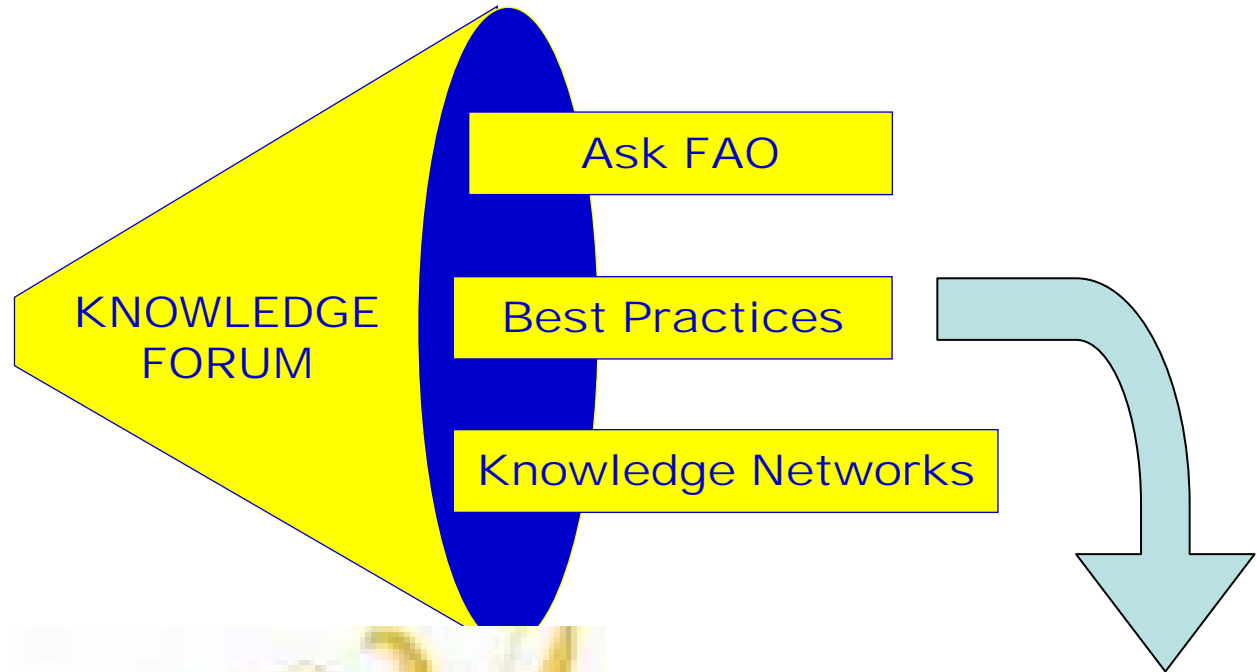 Ask FAO
KNOWLEDGE
FORUM
Best Practices
Knowledge Networks